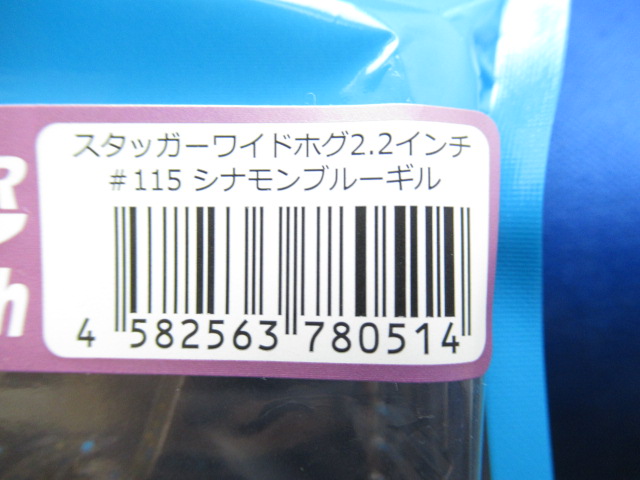 スタッガーワイドホグ2.2インチ
#115 シナモンブルーギル
4 582563 780514
R
h